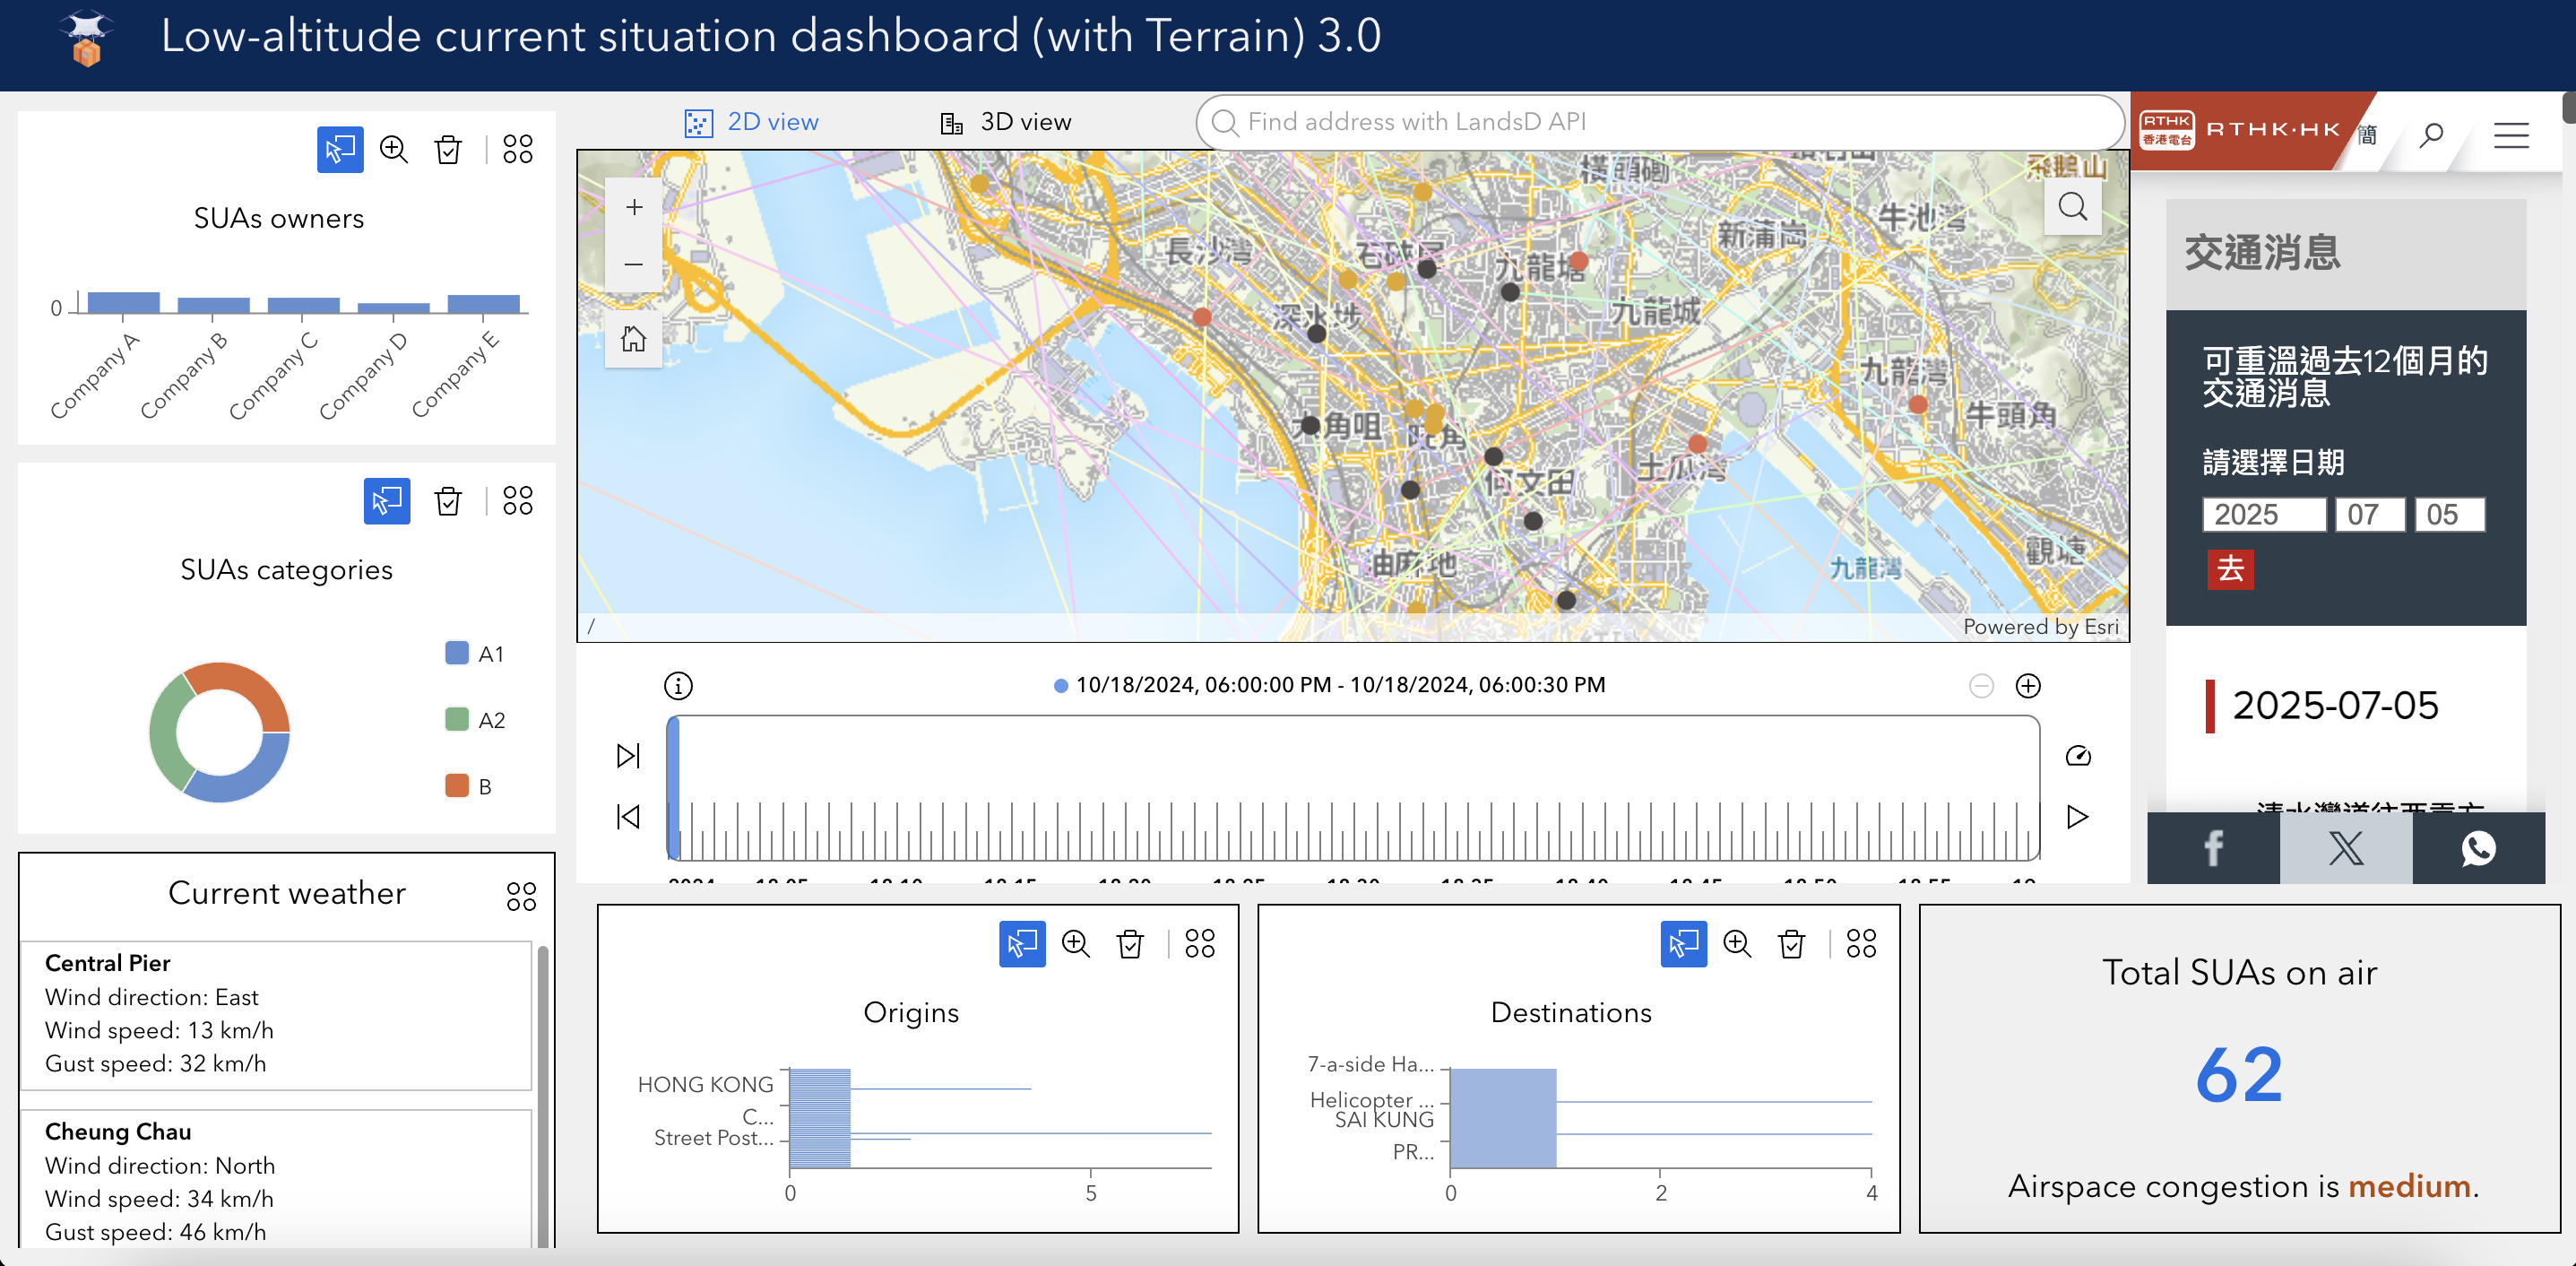 Low-altitude current situation dashboard (with Terrain) 3.0
SUAs owners
0
Company A
Company B
Company C
Company D
Company E
SUAs categories
A1
A2
B
Current weather
Central Pier
Wind direction: East
Wind speed: 13 km/h
Gust speed: 32 km/h
Cheung Chau
Wind direction: North
Wind speed: 34 km/h
Gust speed: 46 km/h
2D view
3D view
Find address with LandsD API
橫頭磡
飛鵝山
牛池灣
新蒲崗
長沙灣
石硤尾
九龍塘
九龍城
深水埗
九龍灣
牛頭角
角咀
旺角
何文田
土瓜灣
觀塘
油麻地
九龍灣
/
Powered by Esri
10/18/2024, 06:00:00 PM - 10/18/2024, 06:00:30 PM
Origins
HONG KONG
C...
Street Post...
0
5
Destinations
7-a-side Ha...
Helicopter ...
SAI KUNG
PR...
0
2
4
Total SUAs on air
62
Airspace congestion is medium.
RTHK
香港電台
RTHK·HK
簡
交通消息
可重溫過去12個月的
交通消息
請選擇日期
2025
07
05
去
2025-07-05